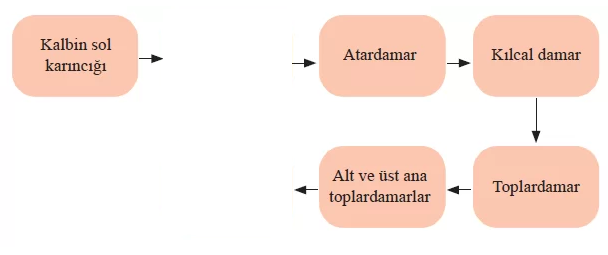 Kalbin sol
karıncığı
Atardamar
Kılcal damar
Alt ve üst ana
toplardamarlar
Toplardamar